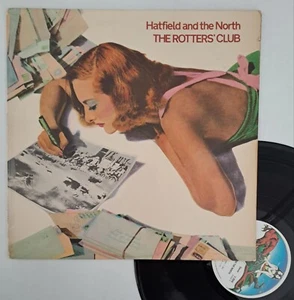 Hatfield and the North
THE ROTTERS' CLUB